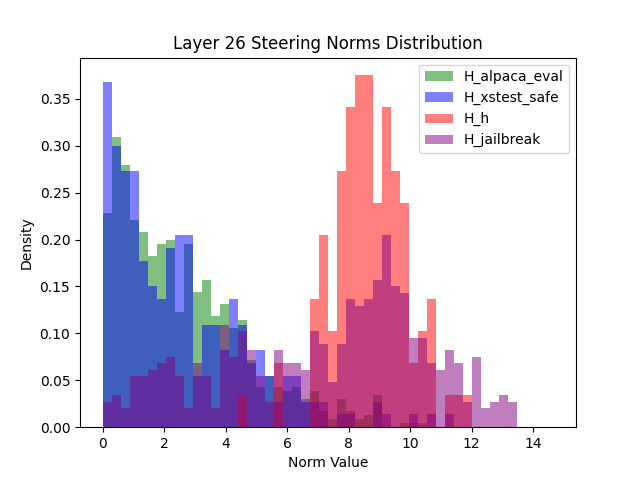 Layer 26 Steering Norms Distribution
H_alpaca_eval
H_xstest_safe
H_h
H_jailbreak
Density
0.35
0.30
0.25
0.20
0.15
0.10
0.05
0.00
0 2 4 6 8 10 12 14
Norm Value